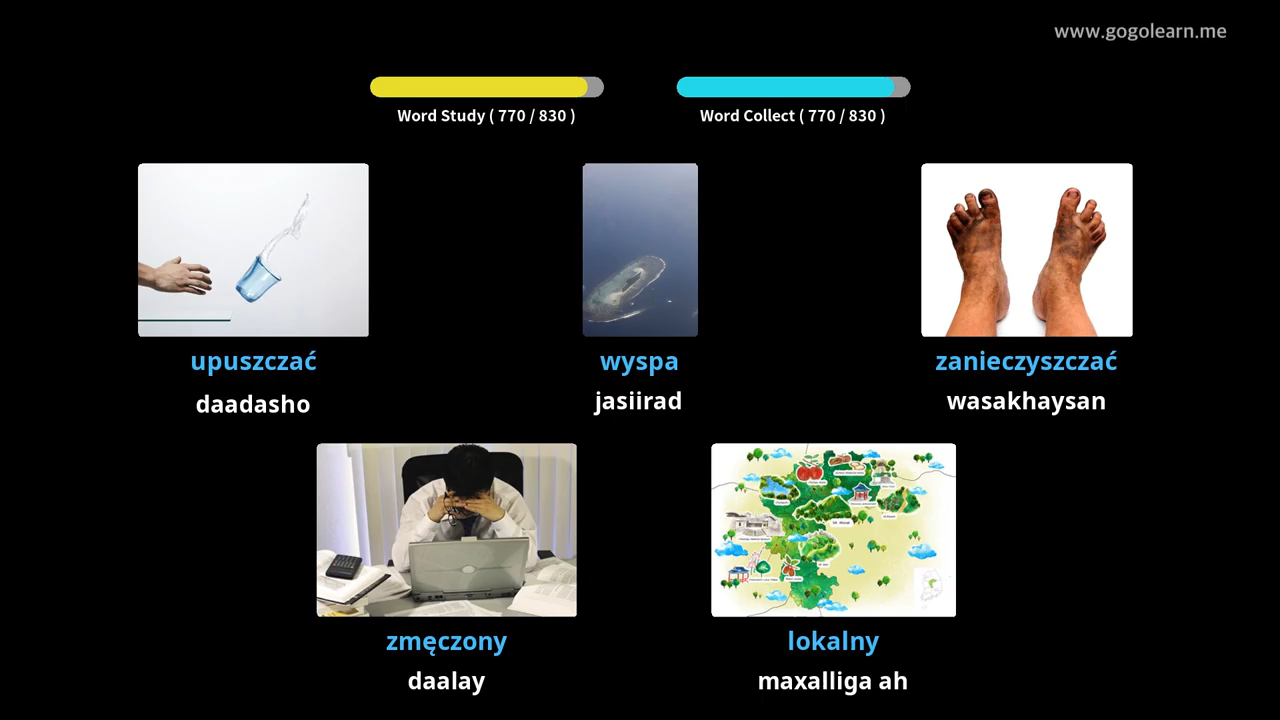 www.gogolearn.me
Word Study ( 770 / 830 )
Word Collect ( 770 / 830 )
upuszczać
daadasho
wyspa
jasiirad
zanieczyszczać
wasakhaysan
zmęczony
daalay
lokalny
maxalliga ah